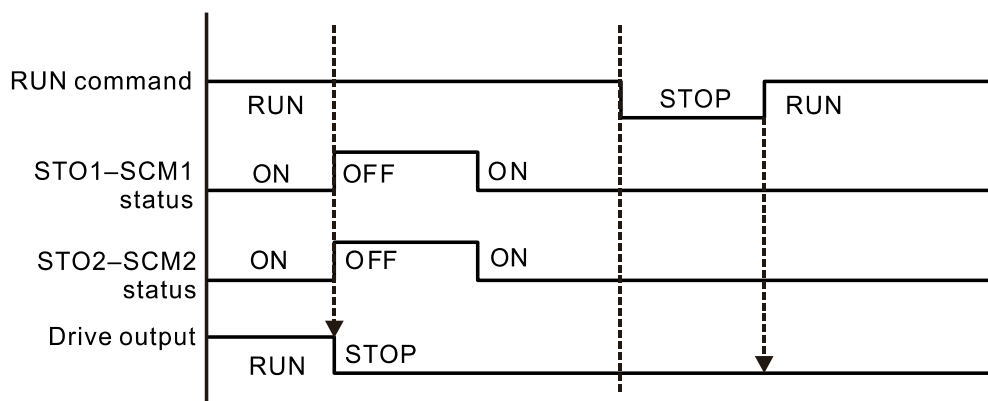 RUN command
RUN
STOP
RUN
STO1–SCM1
status
ON
OFF
ON
STO2–SCM2
status
ON
OFF
ON
Drive output
RUN
STOP